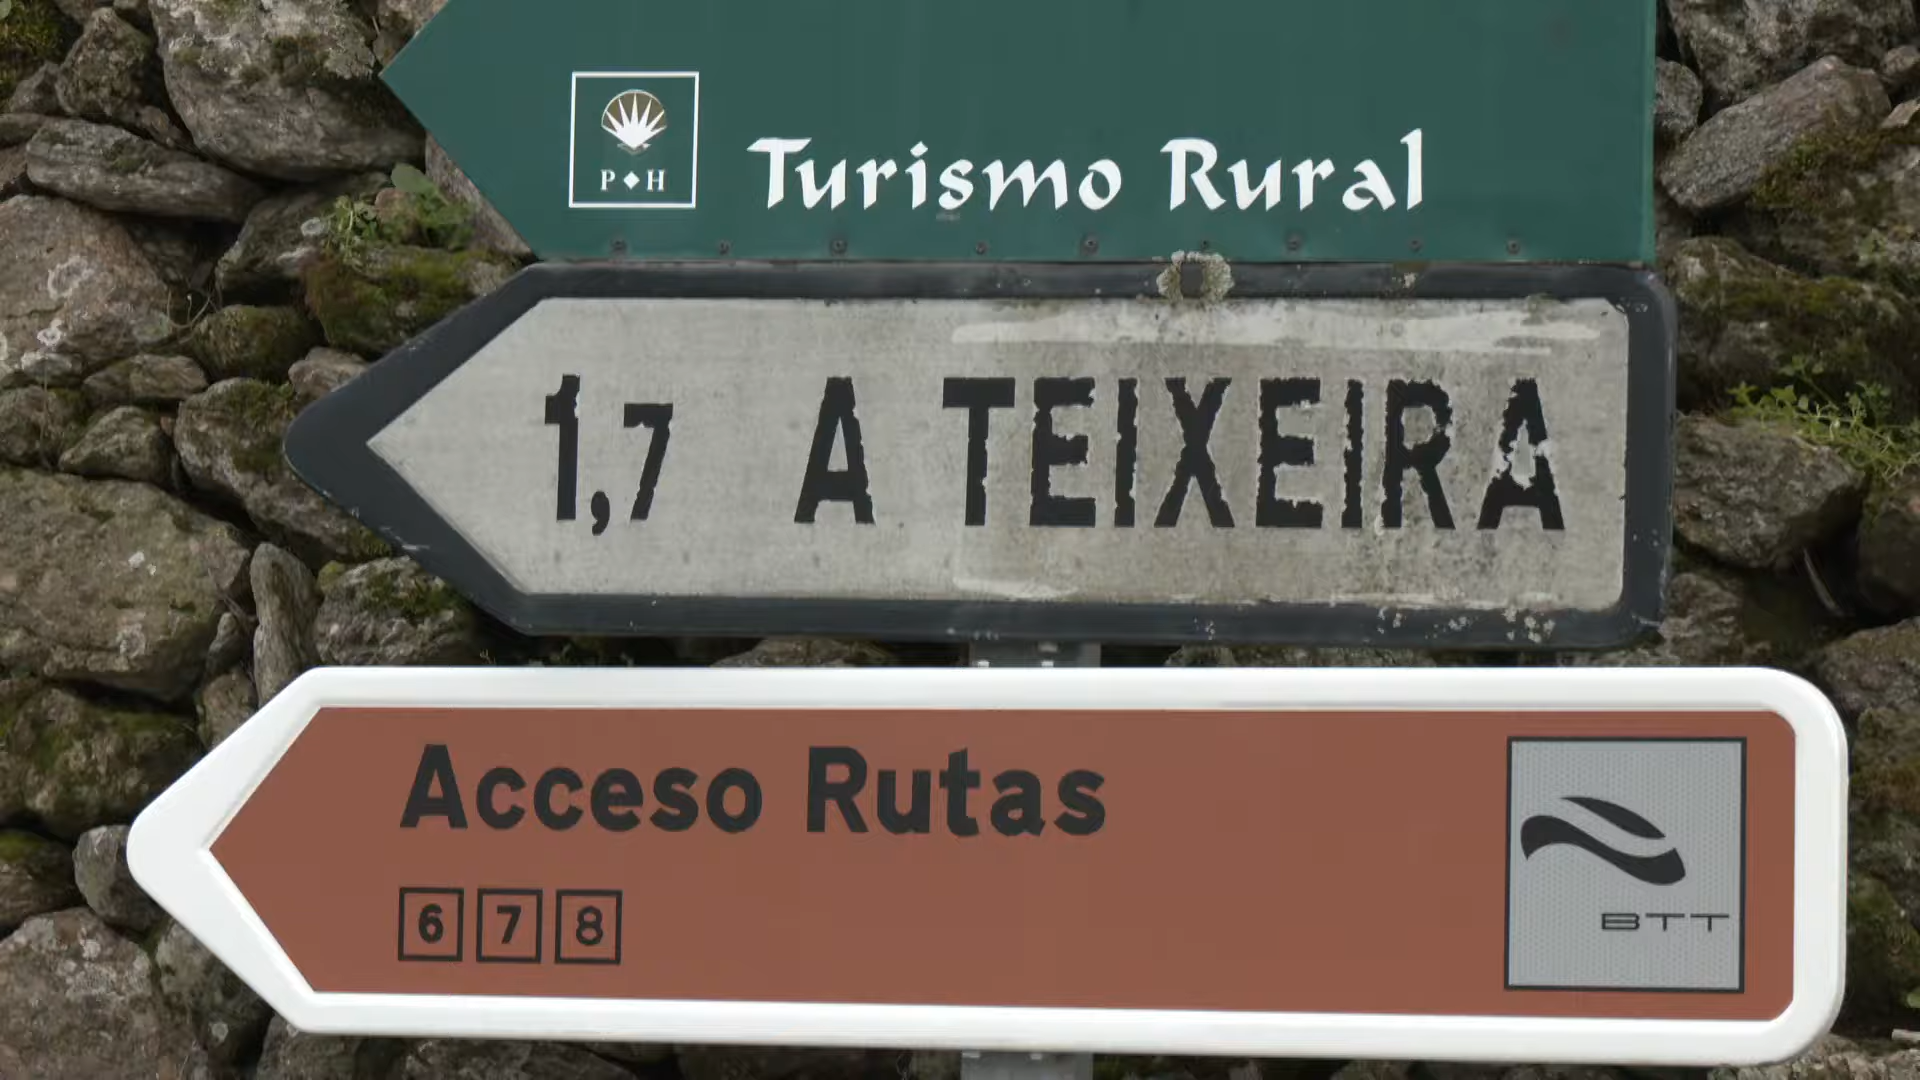 P◆H
Turismo Rural
1,7 A TEIXEIRA
Acceso Rutas
6 7 8
BTT